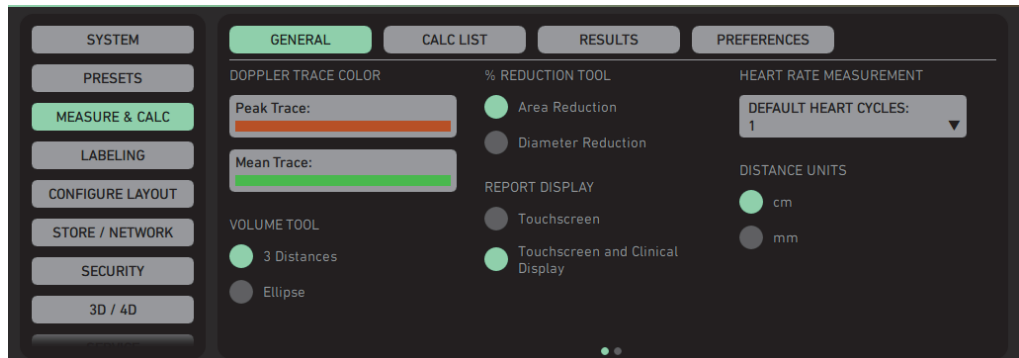 SYSTEM
PRESETS
MEASURE & CALC
LABELING
CONFIGURE LAYOUT
STORE / NETWORK
SECURITY
3D / 4D
GENERAL
CALC LIST
RESULTS
PREFERENCES
DOPPLER TRACE COLOR
Peak Trace:
Mean Trace:
VOLUME TOOL
3 Distances
Ellipse
% REDUCTION TOOL
Area Reduction
Diameter Reduction
REPORT DISPLAY
Touchscreen
Touchscreen and Clinical
Display
HEART RATE MEASUREMENT
DEFAULT HEART CYCLES:
1
DISTANCE UNITS
cm
mm